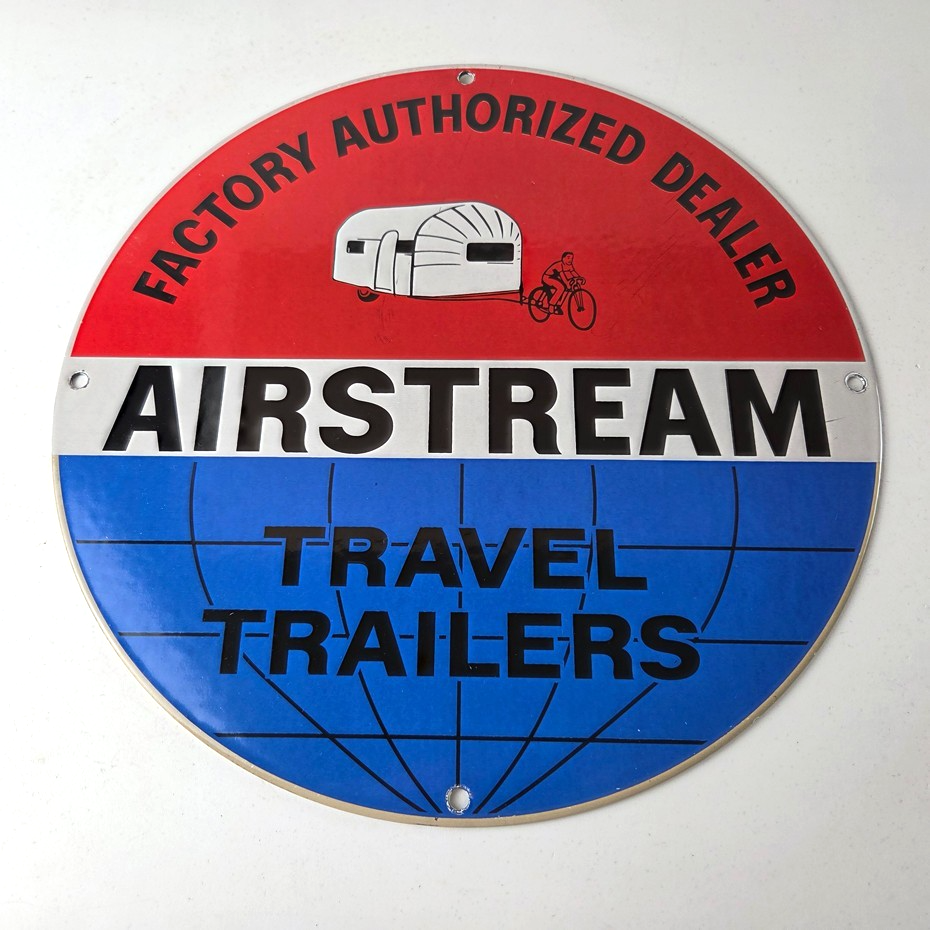 FACTORY AUTHORIZED DEALER
AIRSTREAM
TRAVEL
TRAILERS